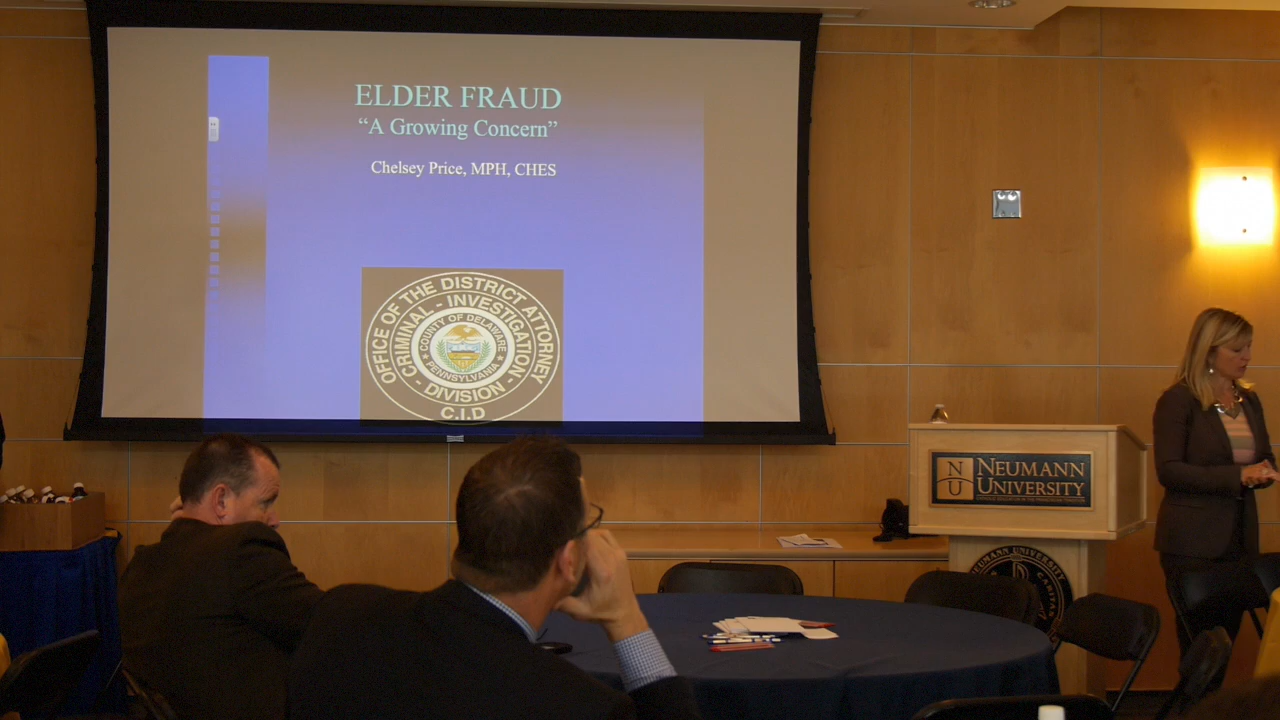 ELDER FRAUD
“A Growing Concern”
Chelsey Price, MPH, CHES
OFFICE OF THE DISTRICT ATTORNEY
CRIMINAL - INVESTIGATION
- DIVISION -
C.I.D
COUNTY OF DELAWARE
PENNSYLVANIA
N
U
NEUMANN
UNIVERSITY
NEUMANN UNIVERSITY
CARITAS